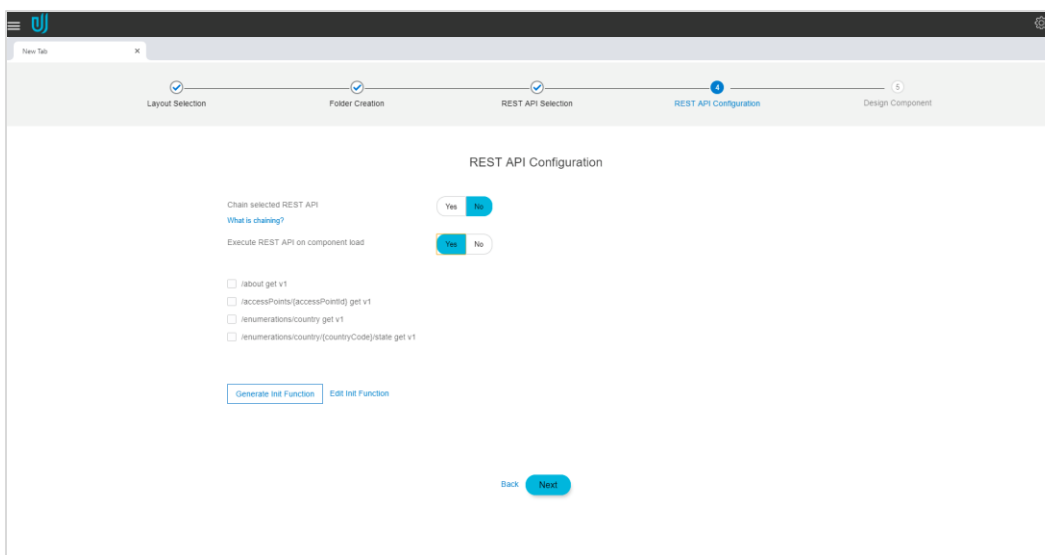 New Tab ×
4
5
Layout Selection
Folder Creation
REST API Selection
REST API Configuration
Design Component
REST API Configuration
Chain selected REST API
Yes No
What is chaining?
Execute REST API on component load
Yes No
/about get v1
/accessPoints/{accessPointId} get v1
/enumerations/country get v1
/enumerations/country/{countryCode}/state get v1
Generate Init Function
Edit Init Function
Back Next